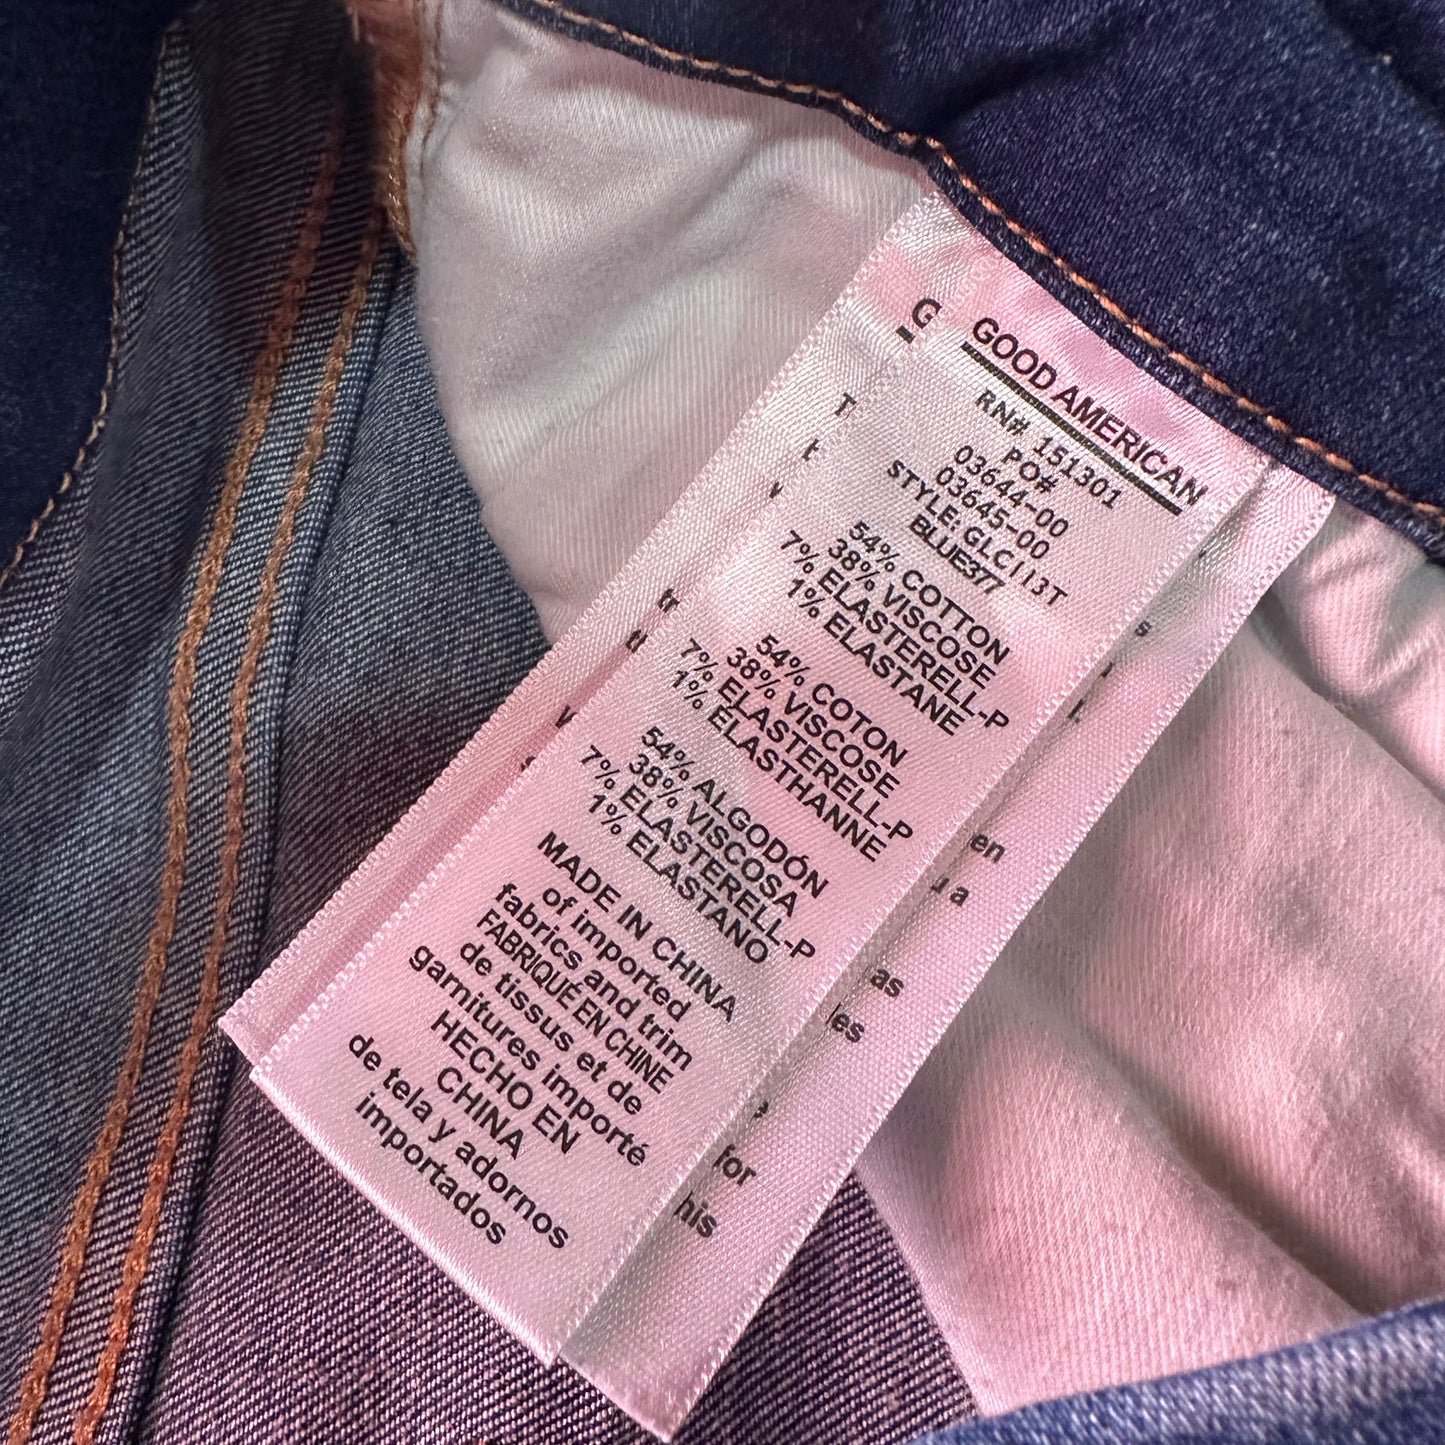 GOOD AMERICAN
RN# 151301
PO#
03644-00
03645-00
STYLE: GLC113T
BLUE377
54% COTTON
38% VISCOSE
7% ELASTERELL-P
1% ELASTANE
54% COTON
38% VISCOSE
7% ELASTERELL-P
1% ELASTHANNE
54% ALGODÓN
38% VISCOSA
7% ELASTERELL-P
1% ELASTANO
MADE IN CHINA
of imported
fabrics and trim
FABRIQUÉ EN CHINE
de tissus et de
garnitures importé
HECHO EN
CHINA
de tela y adornos
importados
G
en
for